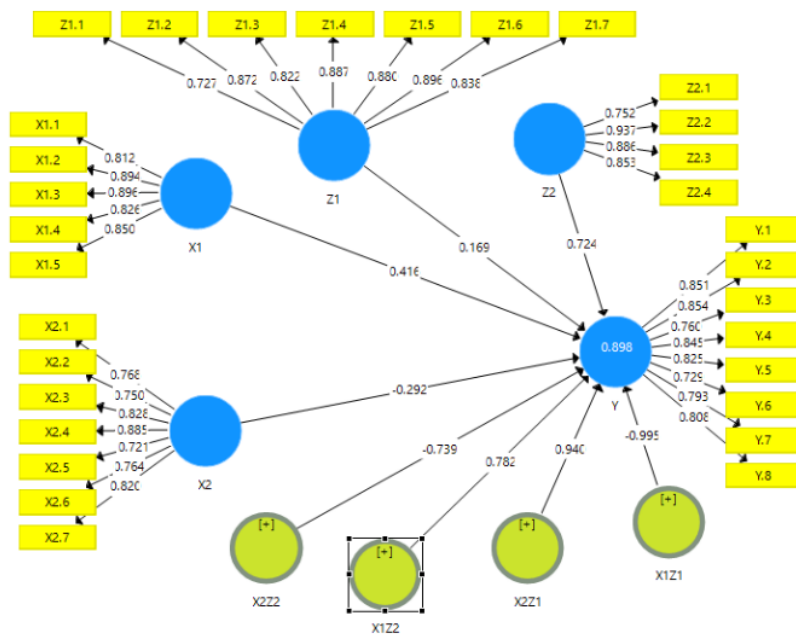 Z1.1 Z1.2 Z1.3 Z1.4 Z1.5 Z1.6 Z1.7
0.727 0.872 0.822 0.887 0.880 0.896 0.838
Z1
Z2.1
Z2.2
Z2.3
Z2.4
0.752
0.937
0.886
0.853
Z2
X1.1
X1.2
X1.3
X1.4
X1.5
0.812
0.894
0.896
0.826
0.850
X1
0.416
0.169
0.724
Y.1
Y.2
Y.3
Y.4
Y.5
Y.6
Y.7
Y.8
0.851
0.854
0.760
0.845
0.825
0.729
0.793
0.808
0.898
Y
X2.1
X2.2
X2.3
X2.4
X2.5
X2.6
X2.7
0.768
0.750
0.828
0.885
0.721
0.764
0.820
X2
-0.292
-0.739
0.782
0.940
-0.995
[+]
X2Z2
[+]
X1Z2
[+]
X2Z1
[+]
X1Z1